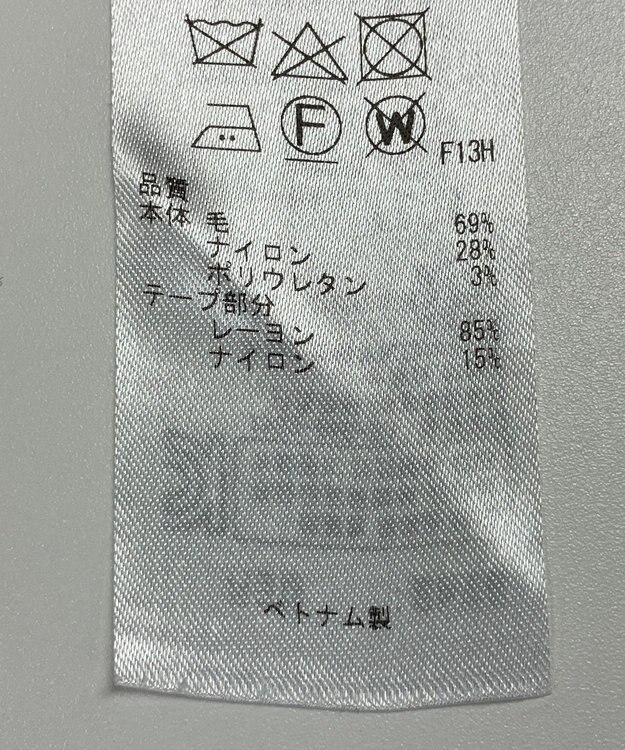 F W F13H
品質
本体 毛 69%
ナイロン 28%
ポリウレタン 3%
テープ部分
レーヨン 85%
ナイロン 15%
ベトナム製